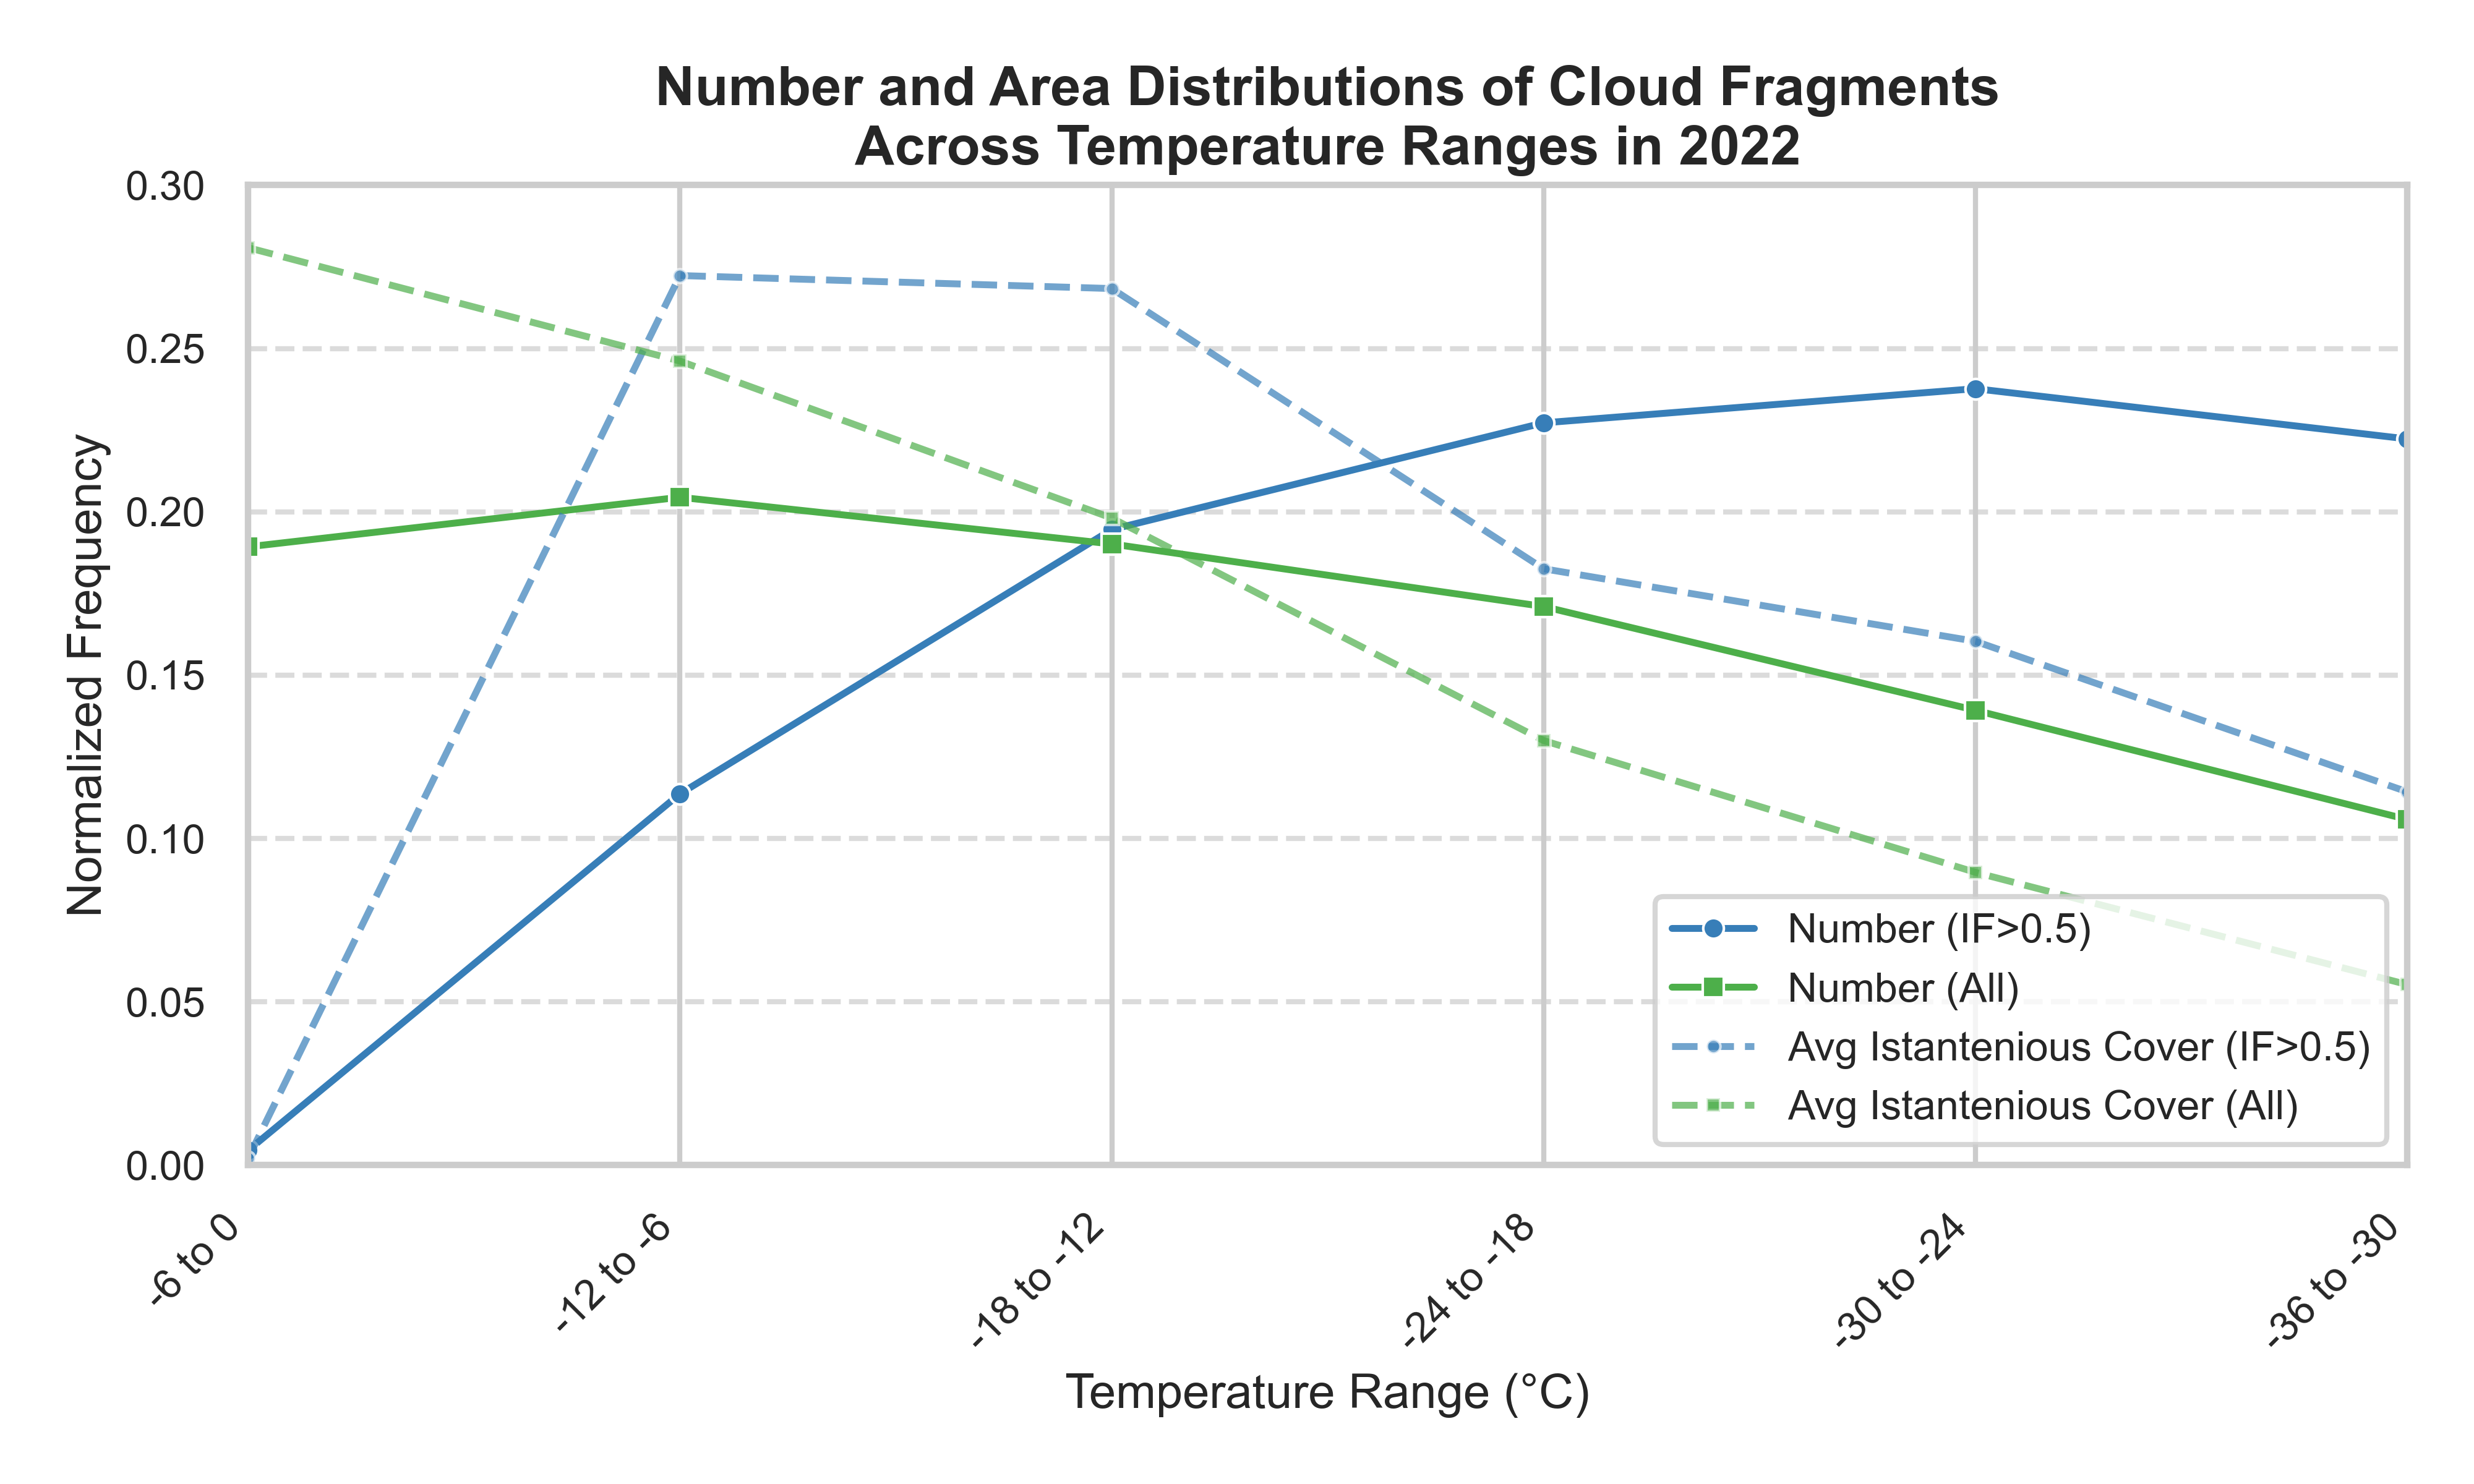 Number and Area Distributions of Cloud Fragments
Across Temperature Ranges in 2022
Normalized Frequency
0.30
0.25
0.20
0.15
0.10
0.05
0.00
Number (IF>0.5)
Number (All)
Avg Istantenious Cover (IF>0.5)
Avg Istantenious Cover (All)
-6 to 0
-12 to -6
-18 to -12
-24 to -18
-30 to -24
-36 to -30
Temperature Range (°C)